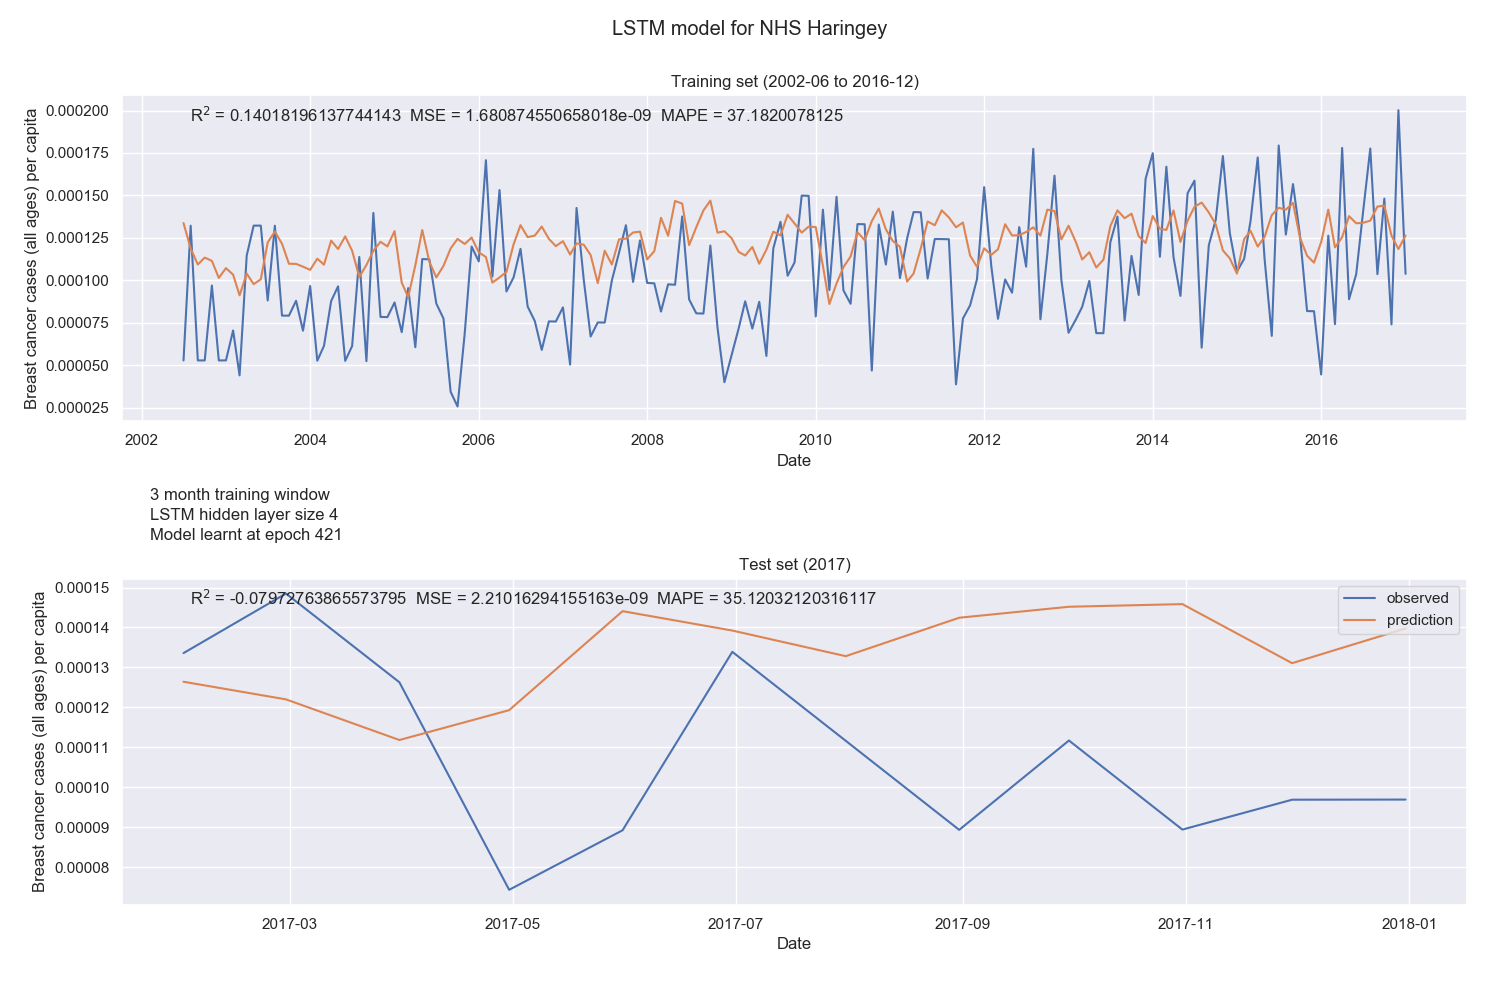 LSTM model for NHS Haringey
Training set (2002-06 to 2016-12)
R² = 0.14018196137744143 MSE = 1.680874550658018e-09 MAPE = 37.1820078125
Breast cancer cases (all ages) per capita
0.000200
0.000175
0.000150
0.000125
0.000100
0.000075
0.000050
0.000025
2002 2004 2006 2008 2010 2012 2014 2016
Date
3 month training window
LSTM hidden layer size 4
Model learnt at epoch 421
Test set (2017)
R² = -0.07972763865573795 MSE = 2.21016294155163e-09 MAPE = 35.12032120316117
observed
prediction
Breast cancer cases (all ages) per capita
0.00015
0.00014
0.00013
0.00012
0.00011
0.00010
0.00009
0.00008
2017-03 2017-05 2017-07 2017-09 2017-11 2018-01
Date